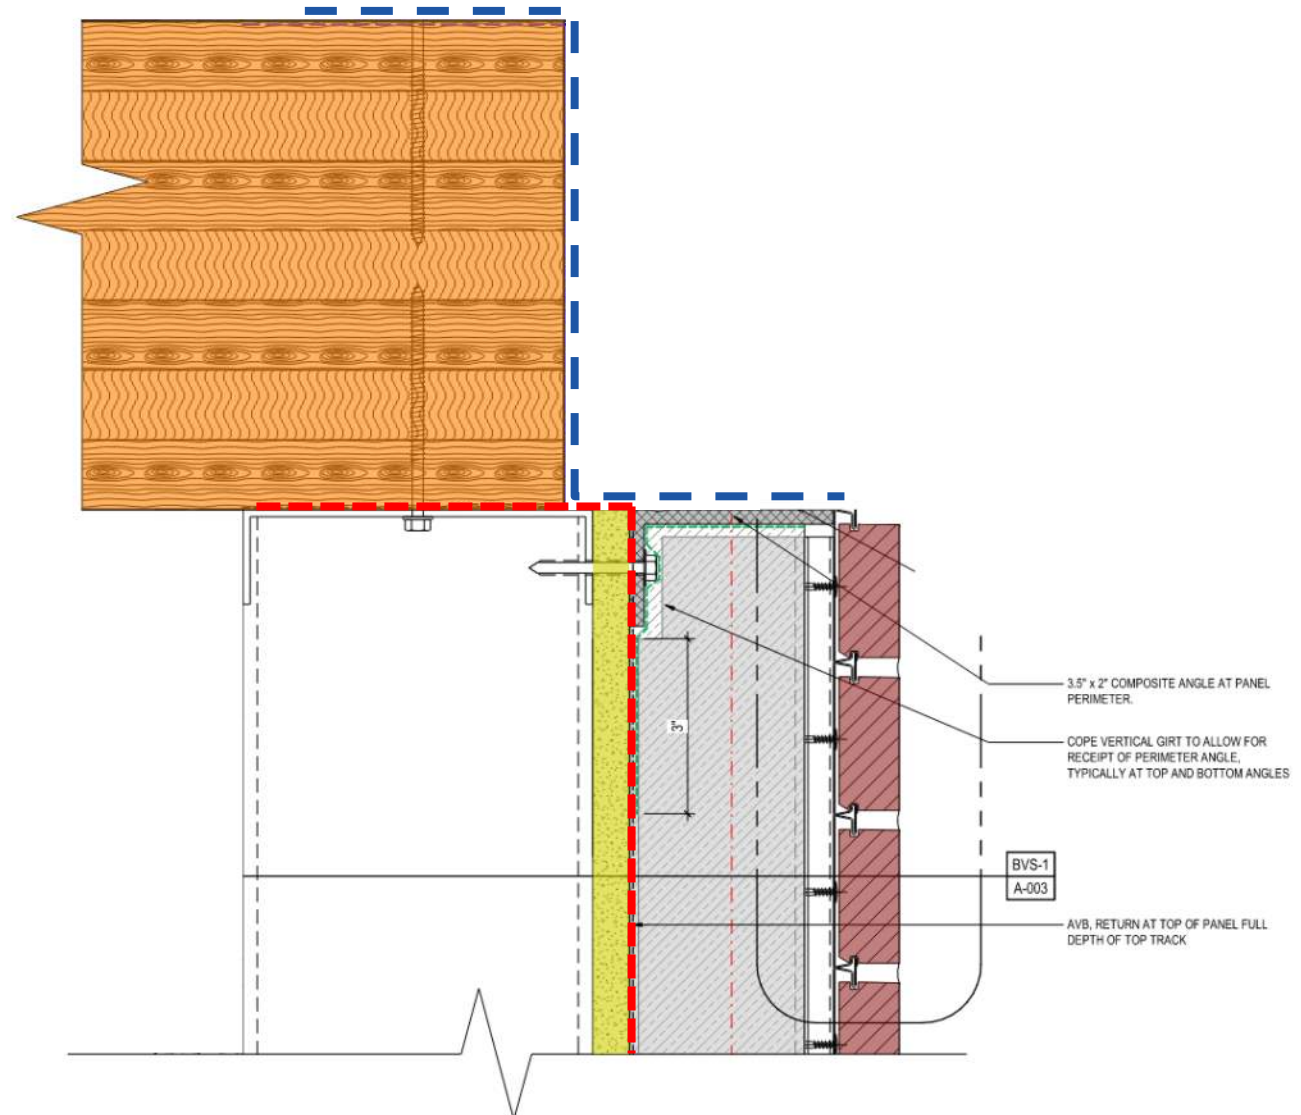 3"
3.5" x 2" COMPOSITE ANGLE AT PANEL
PERIMETER.
COPE VERTICAL GIRT TO ALLOW FOR
RECEIPT OF PERIMETER ANGLE,
TYPICALLY AT TOP AND BOTTOM ANGLES
BVS-1
A-003
AVB, RETURN AT TOP OF PANEL FULL
DEPTH OF TOP TRACK